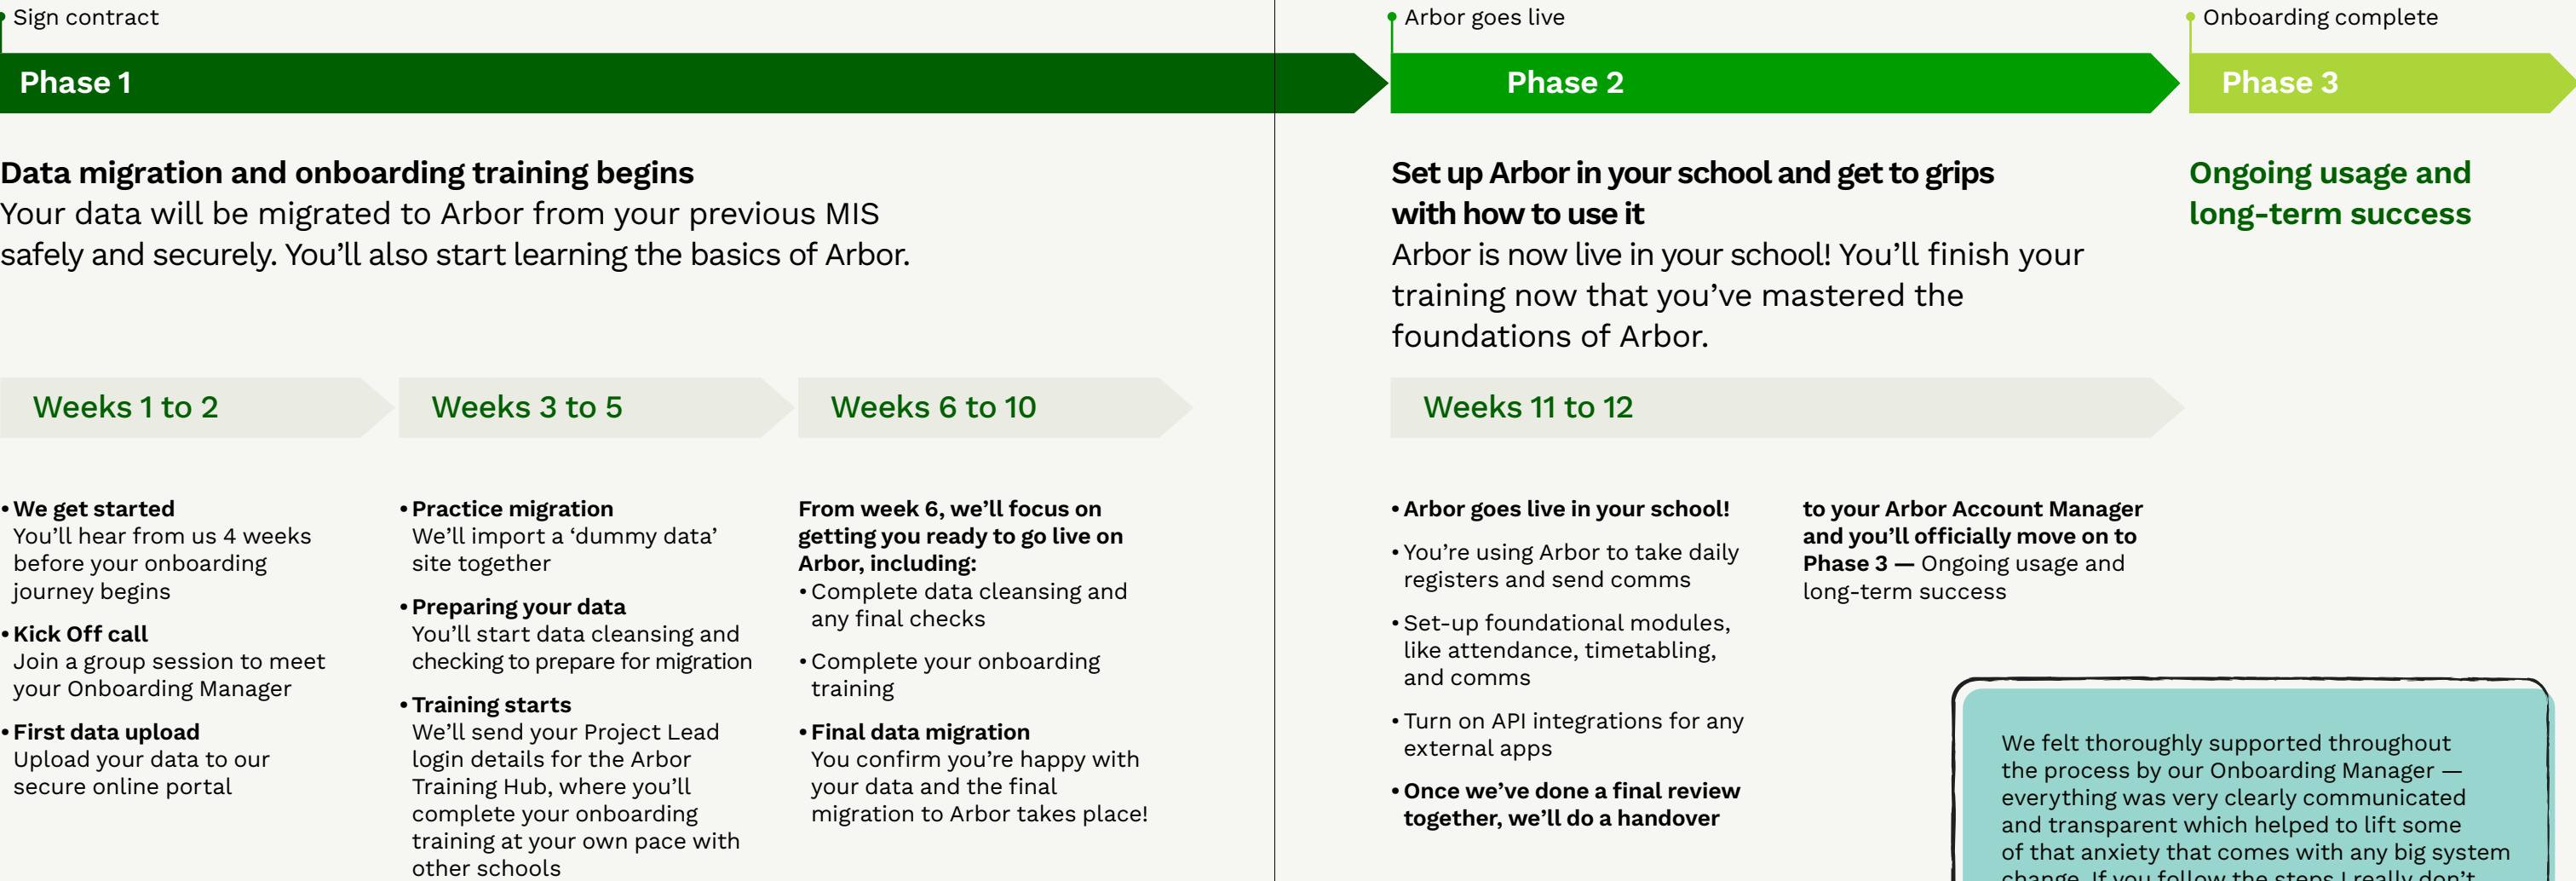 Sign contract
Arbor goes live
Onboarding complete
Phase 1
Phase 2
Phase 3
Data migration and onboarding training begins
Your data will be migrated to Arbor from your previous MIS
safely and securely. You’ll also start learning the basics of Arbor.
Set up Arbor in your school and get to grips
with how to use it
Arbor is now live in your school! You’ll finish your
training now that you’ve mastered the
foundations of Arbor.
Ongoing usage and
long-term success
Weeks 1 to 2
Weeks 3 to 5
Weeks 6 to 10
Weeks 11 to 12
• We get started
You’ll hear from us 4 weeks
before your onboarding
journey begins
• Kick Off call
Join a group session to meet
your Onboarding Manager
• First data upload
Upload your data to our
secure online portal
• Practice migration
We’ll import a ‘dummy data’
site together
• Preparing your data
You’ll start data cleansing and
checking to prepare for migration
• Training starts
We’ll send your Project Lead
login details for the Arbor
Training Hub, where you’ll
complete your onboarding
training at your own pace with
other schools
From week 6, we’ll focus on
getting you ready to go live on
Arbor, including:
• Complete data cleansing and
any final checks
• Complete your onboarding
training
• Final data migration
You confirm you’re happy with
your data and the final
migration to Arbor takes place!
• Arbor goes live in your school!
• You’re using Arbor to take daily
registers and send comms
• Set-up foundational modules,
like attendance, timetabling,
and comms
• Turn on API integrations for any
external apps
• Once we’ve done a final review
together, we’ll do a handover
to your Arbor Account Manager
and you’ll officially move on to
Phase 3 — Ongoing usage and
long-term success
We felt thoroughly supported throughout
the process by our Onboarding Manager —
everything was very clearly communicated
and transparent which helped to lift some
of that anxiety that comes with any big system
change. If you follow the steps I really don’t